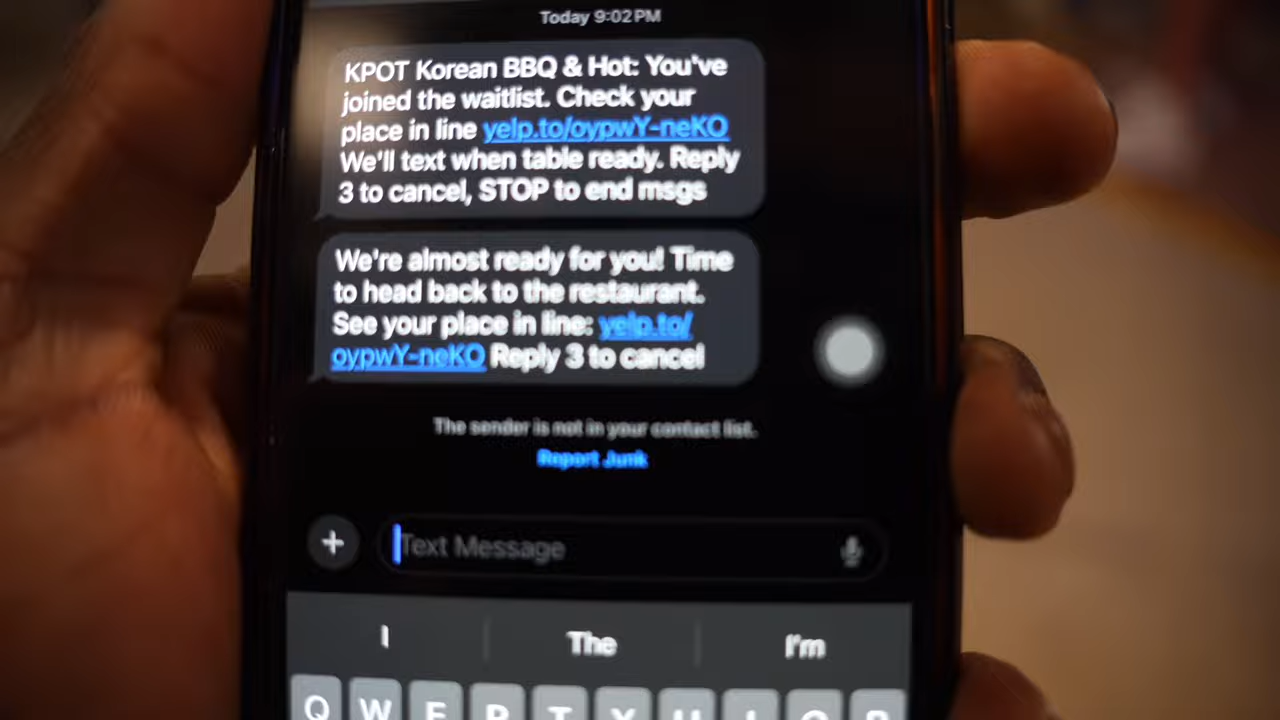 Today 9:02 PM
KPOT Korean BBQ & Hot: You've
joined the waitlist. Check your
place in line yelp.to/oypwY-neKO
We'll text when table ready. Reply
3 to cancel, STOP to end msgs
We're almost ready for you! Time
to head back to the restaurant.
See your place in line: yelp.to/
oypwY-neKO Reply 3 to cancel
The sender is not in your contact list.
Report Junk
Text Message
I The I'm
Q W E R T Y U I O P